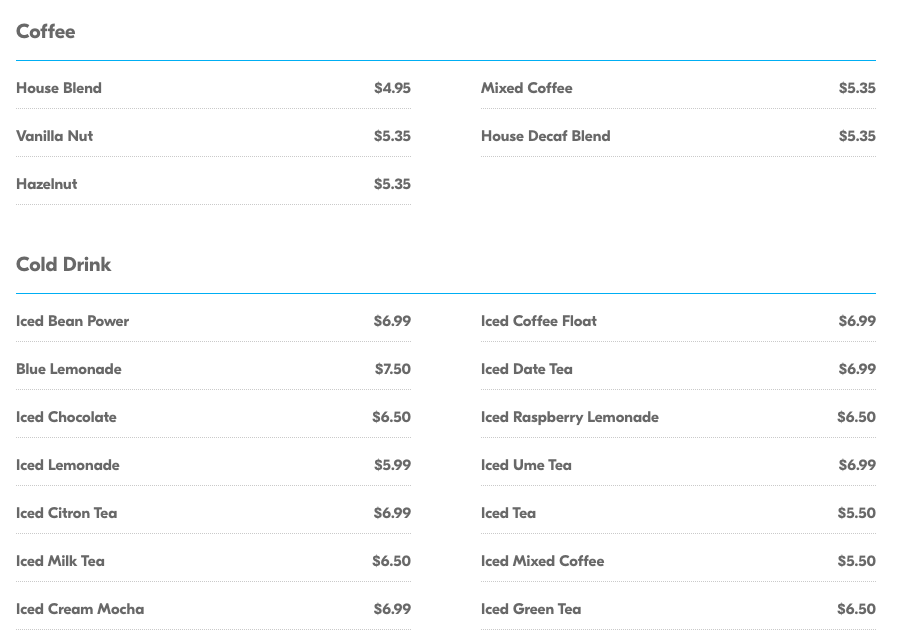 Coffee
House Blend $4.95
Mixed Coffee $5.35
Vanilla Nut $5.35
House Decaf Blend $5.35
Hazelnut $5.35
Cold Drink
Iced Bean Power $6.99
Iced Coffee Float $6.99
Blue Lemonade $7.50
Iced Date Tea $6.99
Iced Chocolate $6.50
Iced Raspberry Lemonade $6.50
Iced Lemonade $5.99
Iced Ume Tea $6.99
Iced Citron Tea $6.99
Iced Tea $5.50
Iced Milk Tea $6.50
Iced Mixed Coffee $5.50
Iced Cream Mocha $6.99
Iced Green Tea $6.50